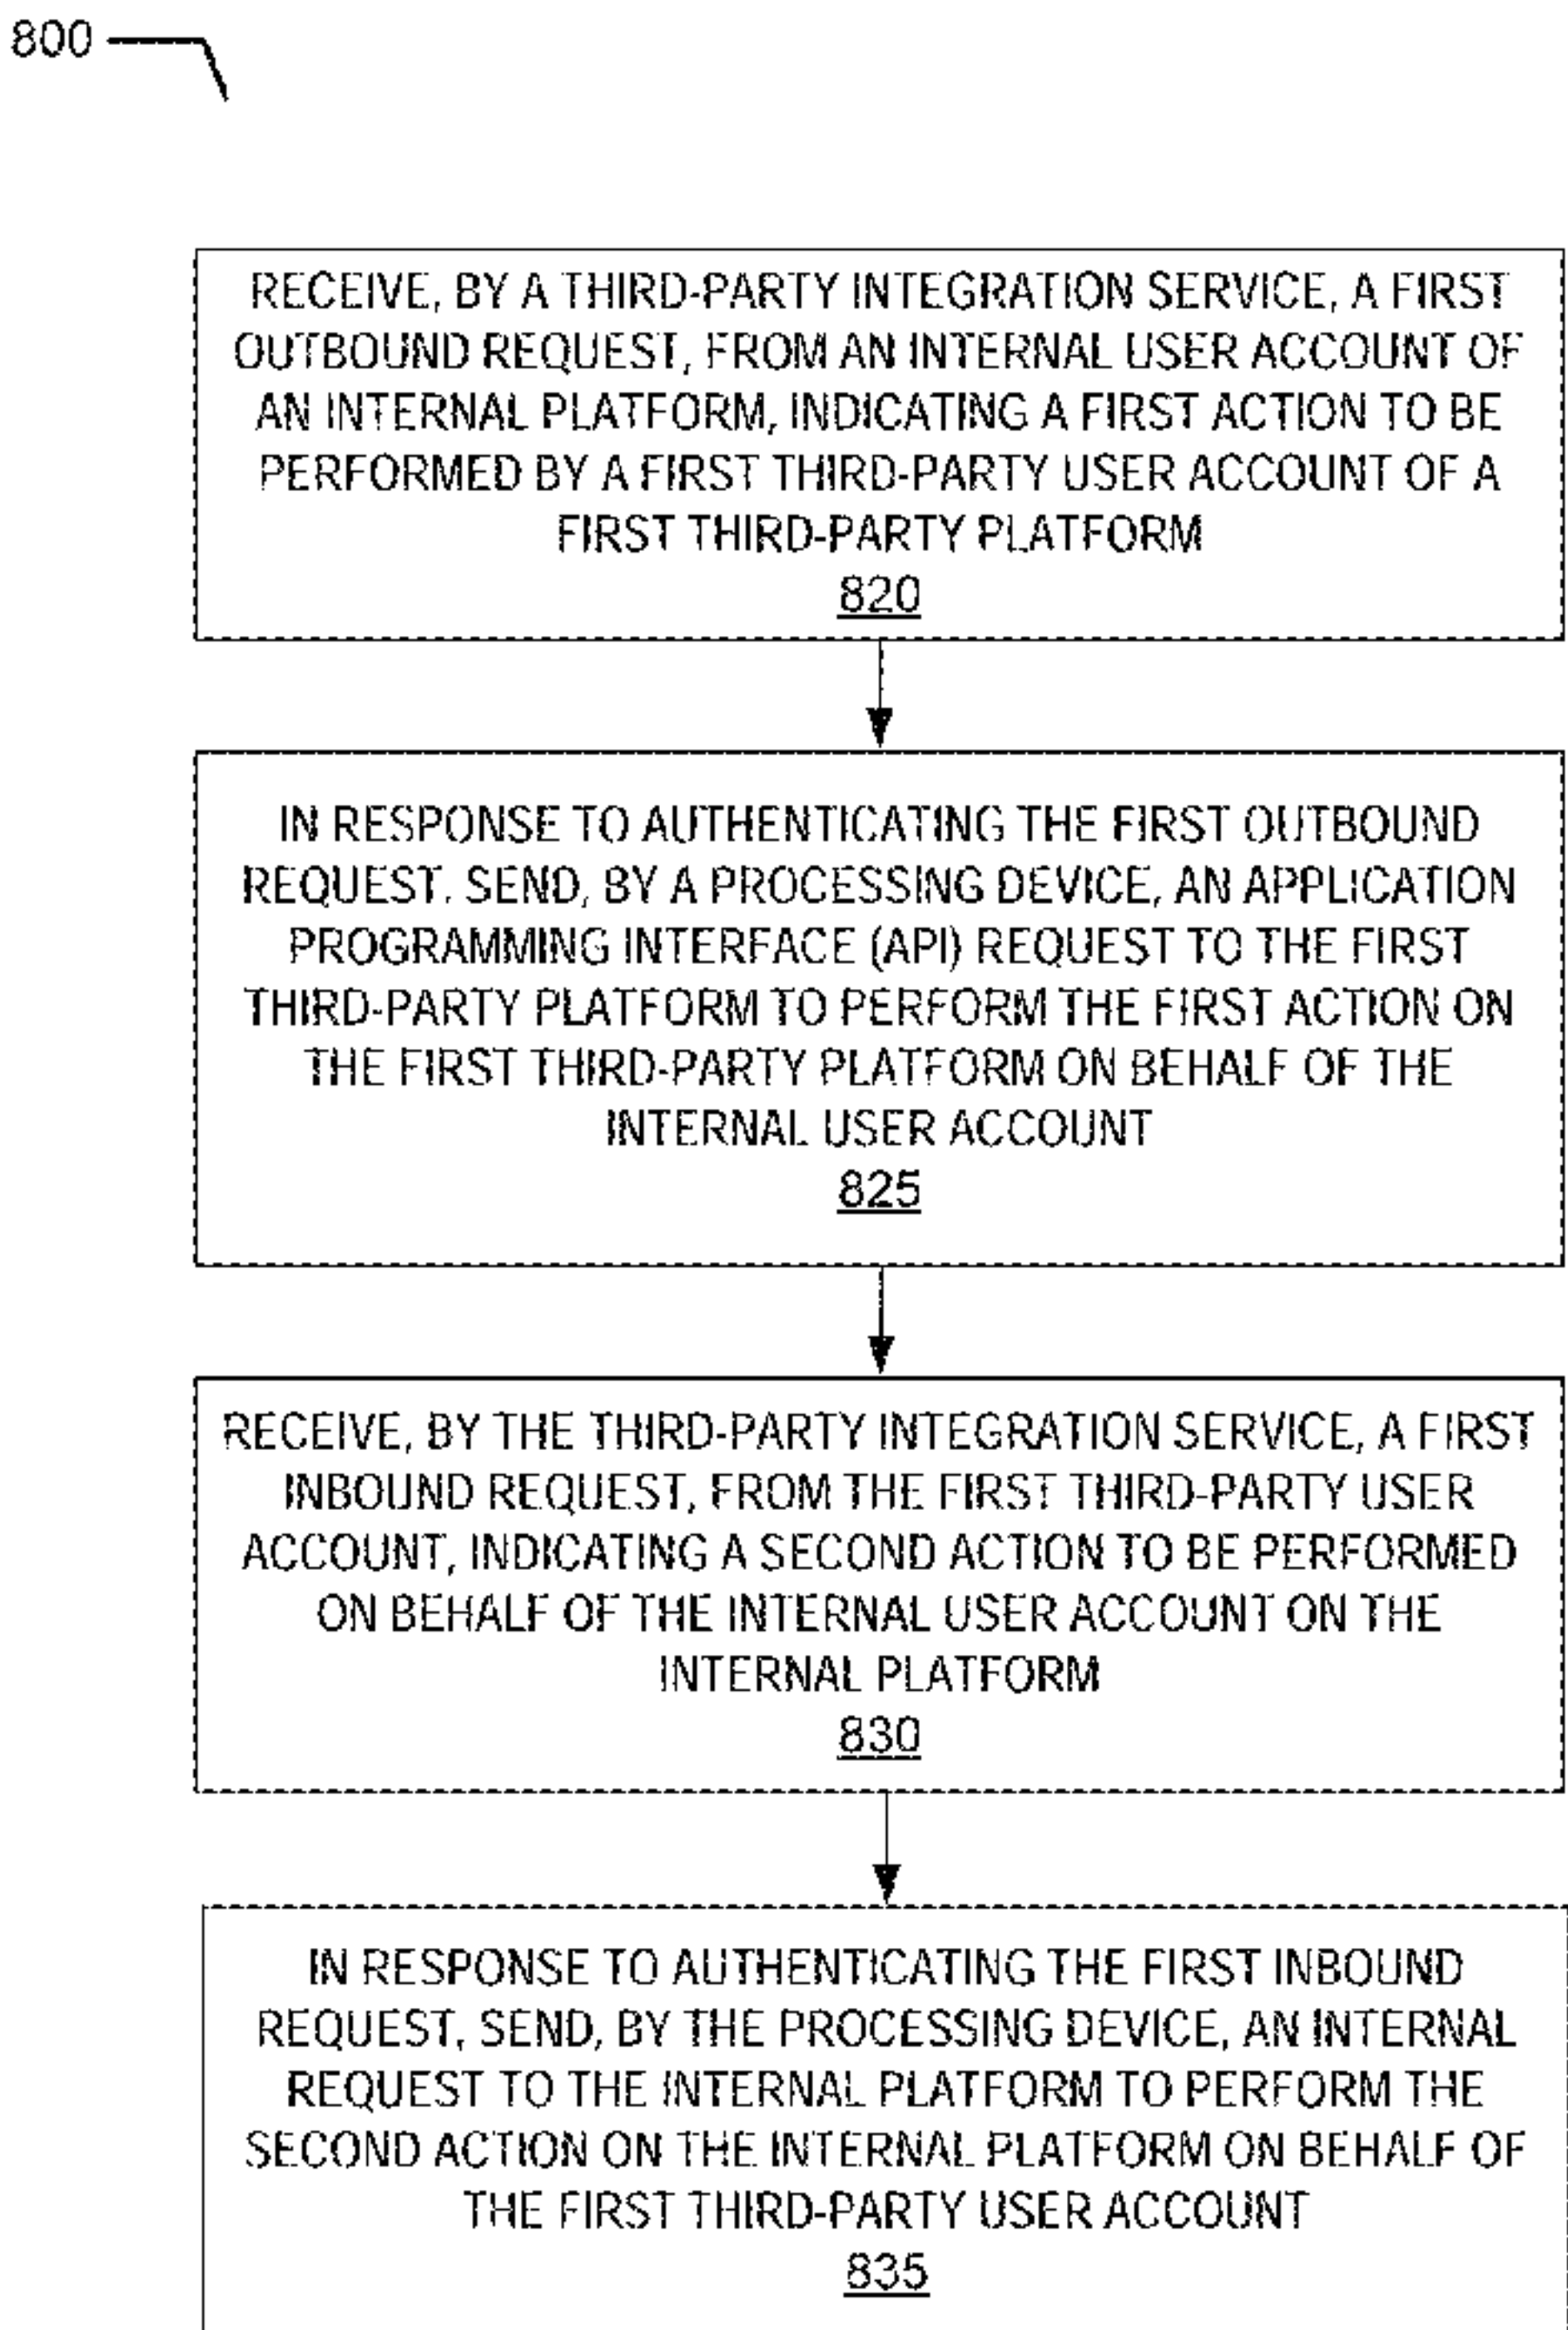 800
RECEIVE, BY A THIRD-PARTY INTEGRATION SERVICE, A FIRST
OUTBOUND REQUEST, FROM AN INTERNAL USER ACCOUNT OF
AN INTERNAL PLATFORM, INDICATING A FIRST ACTION TO BE
PERFORMED BY A FIRST THIRD-PARTY USER ACCOUNT OF A
FIRST THIRD-PARTY PLATFORM
820
IN RESPONSE TO AUTHENTICATING THE FIRST OUTBOUND
REQUEST, SEND, BY A PROCESSING DEVICE, AN APPLICATION
PROGRAMMING INTERFACE (API) REQUEST TO THE FIRST
THIRD-PARTY PLATFORM TO PERFORM THE FIRST ACTION ON
THE FIRST THIRD-PARTY PLATFORM ON BEHALF OF THE
INTERNAL USER ACCOUNT
825
RECEIVE, BY THE THIRD-PARTY INTEGRATION SERVICE, A FIRST
INBOUND REQUEST, FROM THE FIRST THIRD-PARTY USER
ACCOUNT, INDICATING A SECOND ACTION TO BE PERFORMED
ON BEHALF OF THE INTERNAL USER ACCOUNT ON THE
INTERNAL PLATFORM
830
IN RESPONSE TO AUTHENTICATING THE FIRST INBOUND
REQUEST, SEND, BY THE PROCESSING DEVICE, AN INTERNAL
REQUEST TO THE INTERNAL PLATFORM TO PERFORM THE
SECOND ACTION ON THE INTERNAL PLATFORM ON BEHALF OF
THE FIRST THIRD-PARTY USER ACCOUNT
835